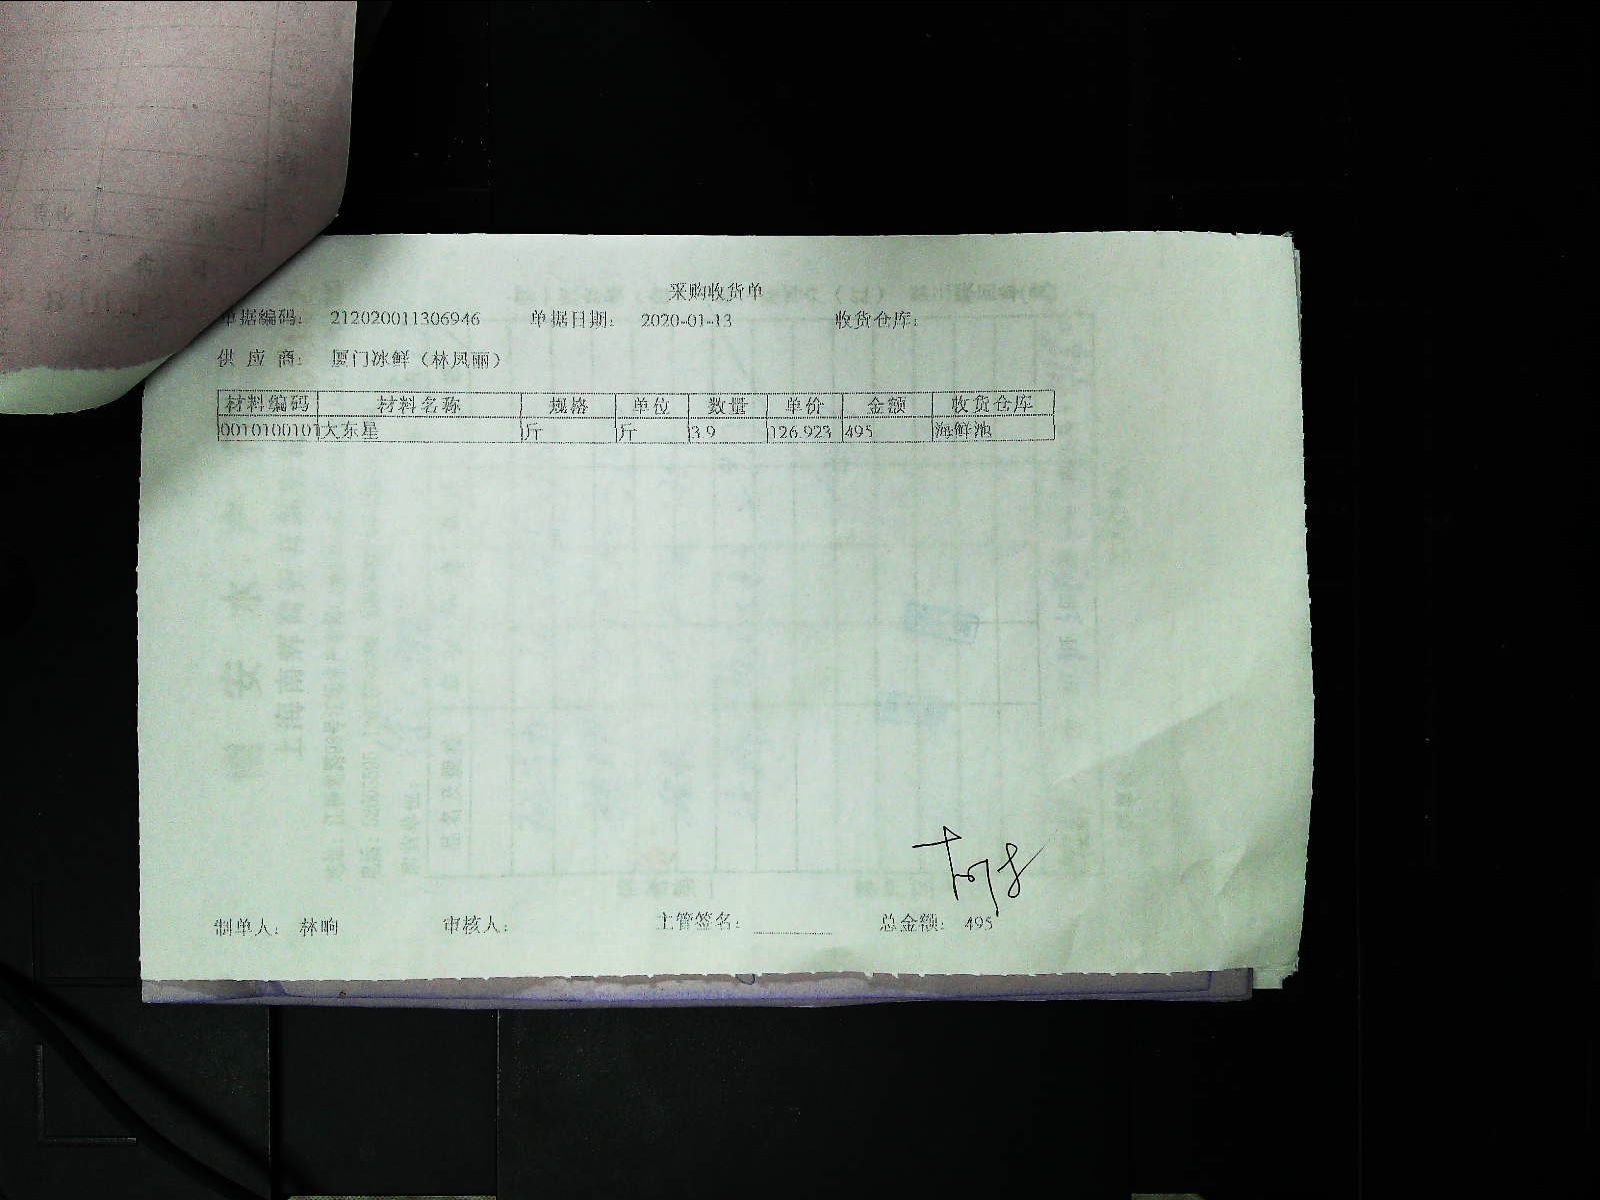 采购收货单
单据编码: 212020011306946 单据日期: 2020-01-13 收货仓库:
供应商: 厦门冰鲜（林凤丽）
材料编码 材料名称 规格 单位 数量 单价 金额 收货仓库
0010100101 大东星 斤 斤 3.9 126.923 495 海鲜池
制单人: 林晌 审核人: 主管签名: 总金额: 495